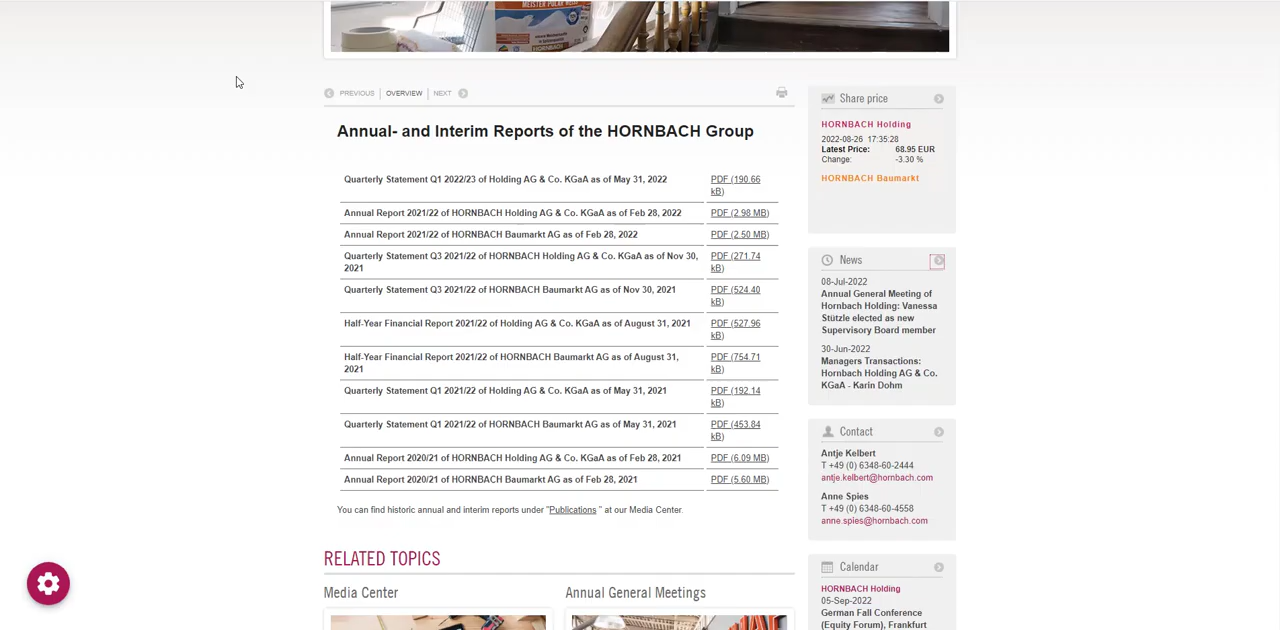 MEISTER POLAR WEISS
HORNBACH
PREVIOUS OVERVIEW NEXT
Annual- and Interim Reports of the HORNBACH Group
Quarterly Statement Q1 2022/23 of Holding AG & Co. KGaA as of May 31, 2022 PDF (190.66
kB)
Annual Report 2021/22 of HORNBACH Holding AG & Co. KGaA as of Feb 28, 2022 PDF (2.98 MB)
Annual Report 2021/22 of HORNBACH Baumarkt AG as of Feb 28, 2022 PDF (2.50 MB)
Quarterly Statement Q3 2021/22 of HORNBACH Holding AG & Co. KGaA as of Nov 30, PDF (271.74
2021 kB)
Quarterly Statement Q3 2021/22 of HORNBACH Baumarkt AG as of Nov 30, 2021 PDF (524.40
kB)
Half-Year Financial Report 2021/22 of Holding AG & Co. KGaA as of August 31, 2021 PDF (527.96
kB)
Half-Year Financial Report 2021/22 of HORNBACH Baumarkt AG as of August 31, PDF (754.71
2021 kB)
Quarterly Statement Q1 2021/22 of Holding AG & Co. KGaA as of May 31, 2021 PDF (192.14
kB)
Quarterly Statement Q1 2021/22 of HORNBACH Baumarkt AG as of May 31, 2021 PDF (453.84
kB)
Annual Report 2020/21 of HORNBACH Holding AG & Co. KGaA as of Feb 28, 2021 PDF (6.09 MB)
Annual Report 2020/21 of HORNBACH Baumarkt AG as of Feb 28, 2021 PDF (5.60 MB)
You can find historic annual and interim reports under "Publications " at our Media Center.
RELATED TOPICS
Media Center
Annual General Meetings
Share price
HORNBACH Holding
2022-08-26 17:35:28
Latest Price: 68.95 EUR
Change: -3.30 %
HORNBACH Baumarkt
News
08-Jul-2022
Annual General Meeting of
Hornbach Holding: Vanessa
Stützle elected as new
Supervisory Board member
30-Jun-2022
Managers Transactions:
Hornbach Holding AG & Co.
KGaA - Karin Dohm
Contact
Antje Kelbert
T +49 (0) 6348-60-2444
antje.kelbert@hornbach.com
Anne Spies
T +49 (0) 6348-60-4558
anne.spies@hornbach.com
Calendar
HORNBACH Holding
05-Sep-2022
German Fall Conference
(Equity Forum), Frankfurt